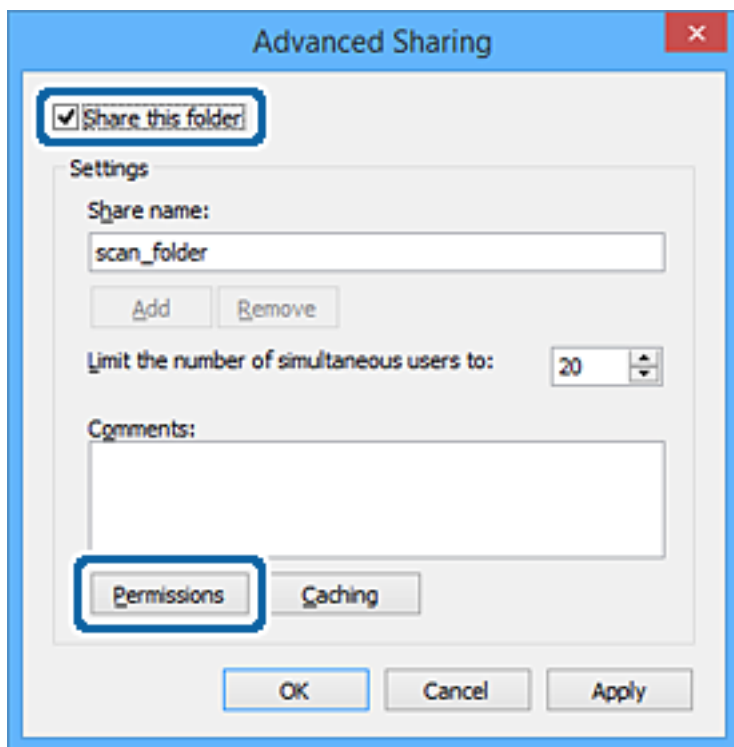 Advanced Sharing
Share this folder
Settings
Share name:
scan_folder
Add Remove
Limit the number of simultaneous users to: 20
Comments:
Permissions Caching
OK Cancel Apply